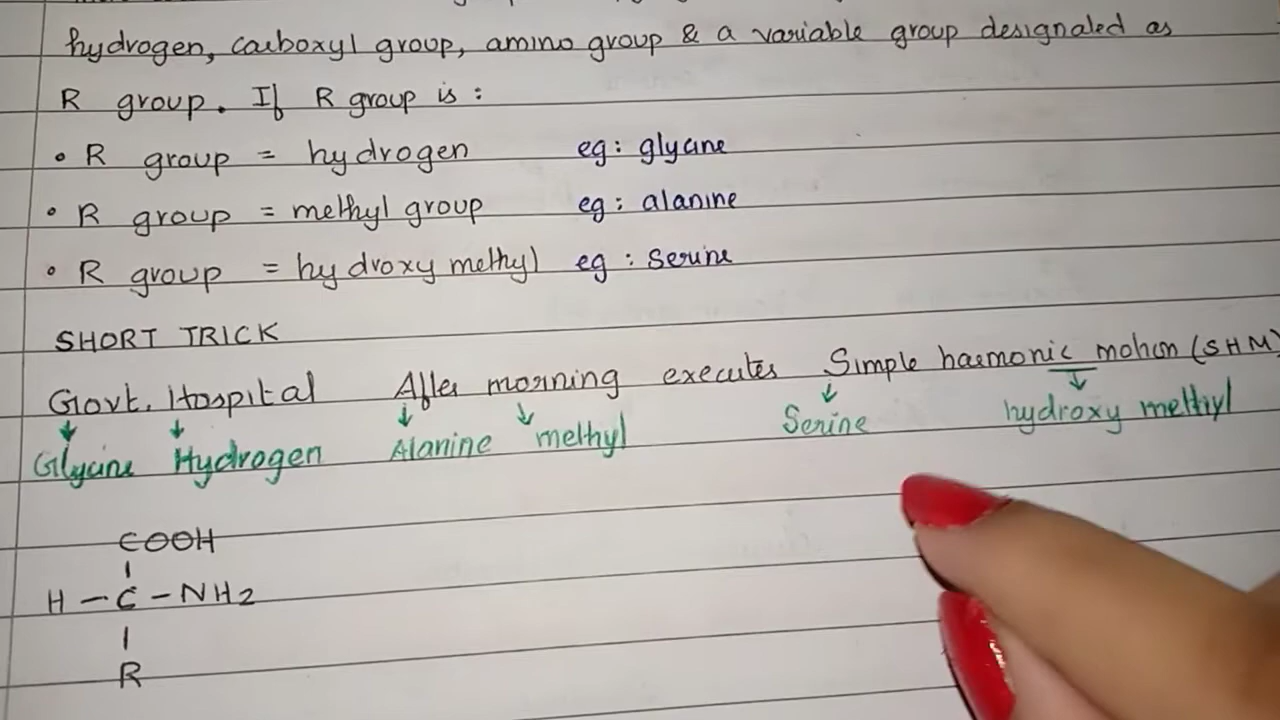 hydrogen, carboxyl group, amino group & a variable group designated as
R group. If R group is :
• R group = hydrogen eg: glycine
• R group = methyl group eg: alanine
• R group = hydroxy methyl eg: serine
SHORT TRICK
Govt. Hospital After morning executes Simple harmonic motion (SHM)
↓ ↓ ↓ ↓ ↓ ↓
Glycine Hydrogen Alanine methyl Serine hydroxy methyl
COOH
H - C - NH2
R